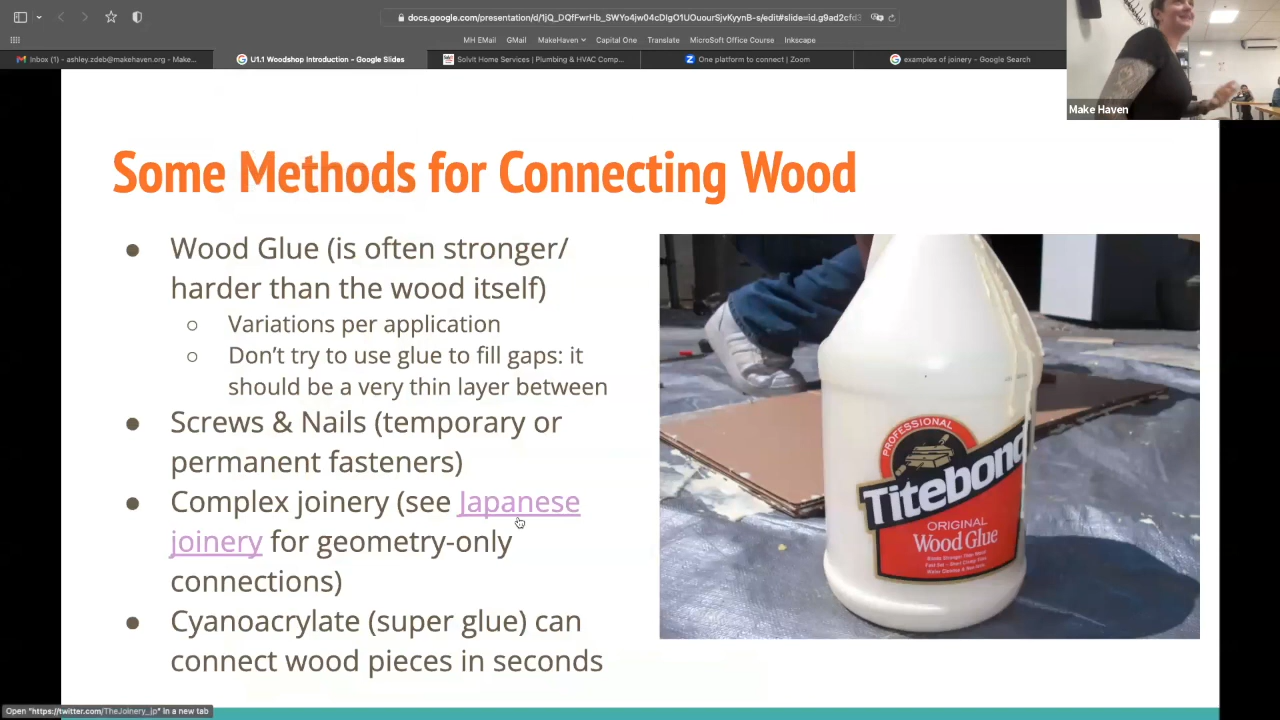 docs.google.com/presentation/d/1jQ_DQfFwrHb_SWYo4jw04cDIgO1UOuourSjvKyynB-s/edit#slide=id.g9ad2cfd3
MH EMail GMail MakeHaven Capital One Translate MicroSoft Office Course Inkscape
Inbox (1) - ashley.zdeb@makehaven.org - Make... U1.1 Woodshop Introduction - Google Slides Solvit Home Services | Plumbing & HVAC Comp... One platform to connect | Zoom examples of joinery - Google Search
Make Haven
Some Methods for Connecting Wood
● Wood Glue (is often stronger/
harder than the wood itself)
○ Variations per application
○ Don't try to use glue to fill gaps: it
should be a very thin layer between
● Screws & Nails (temporary or
permanent fasteners)
● Complex joinery (see Japanese
joinery for geometry-only
connections)
● Cyanoacrylate (super glue) can
connect wood pieces in seconds
PROFESSIONAL
Titebond
ORIGINAL
Wood Glue
Open "https://twitter.com/TheJoinery_jp" in a new tab